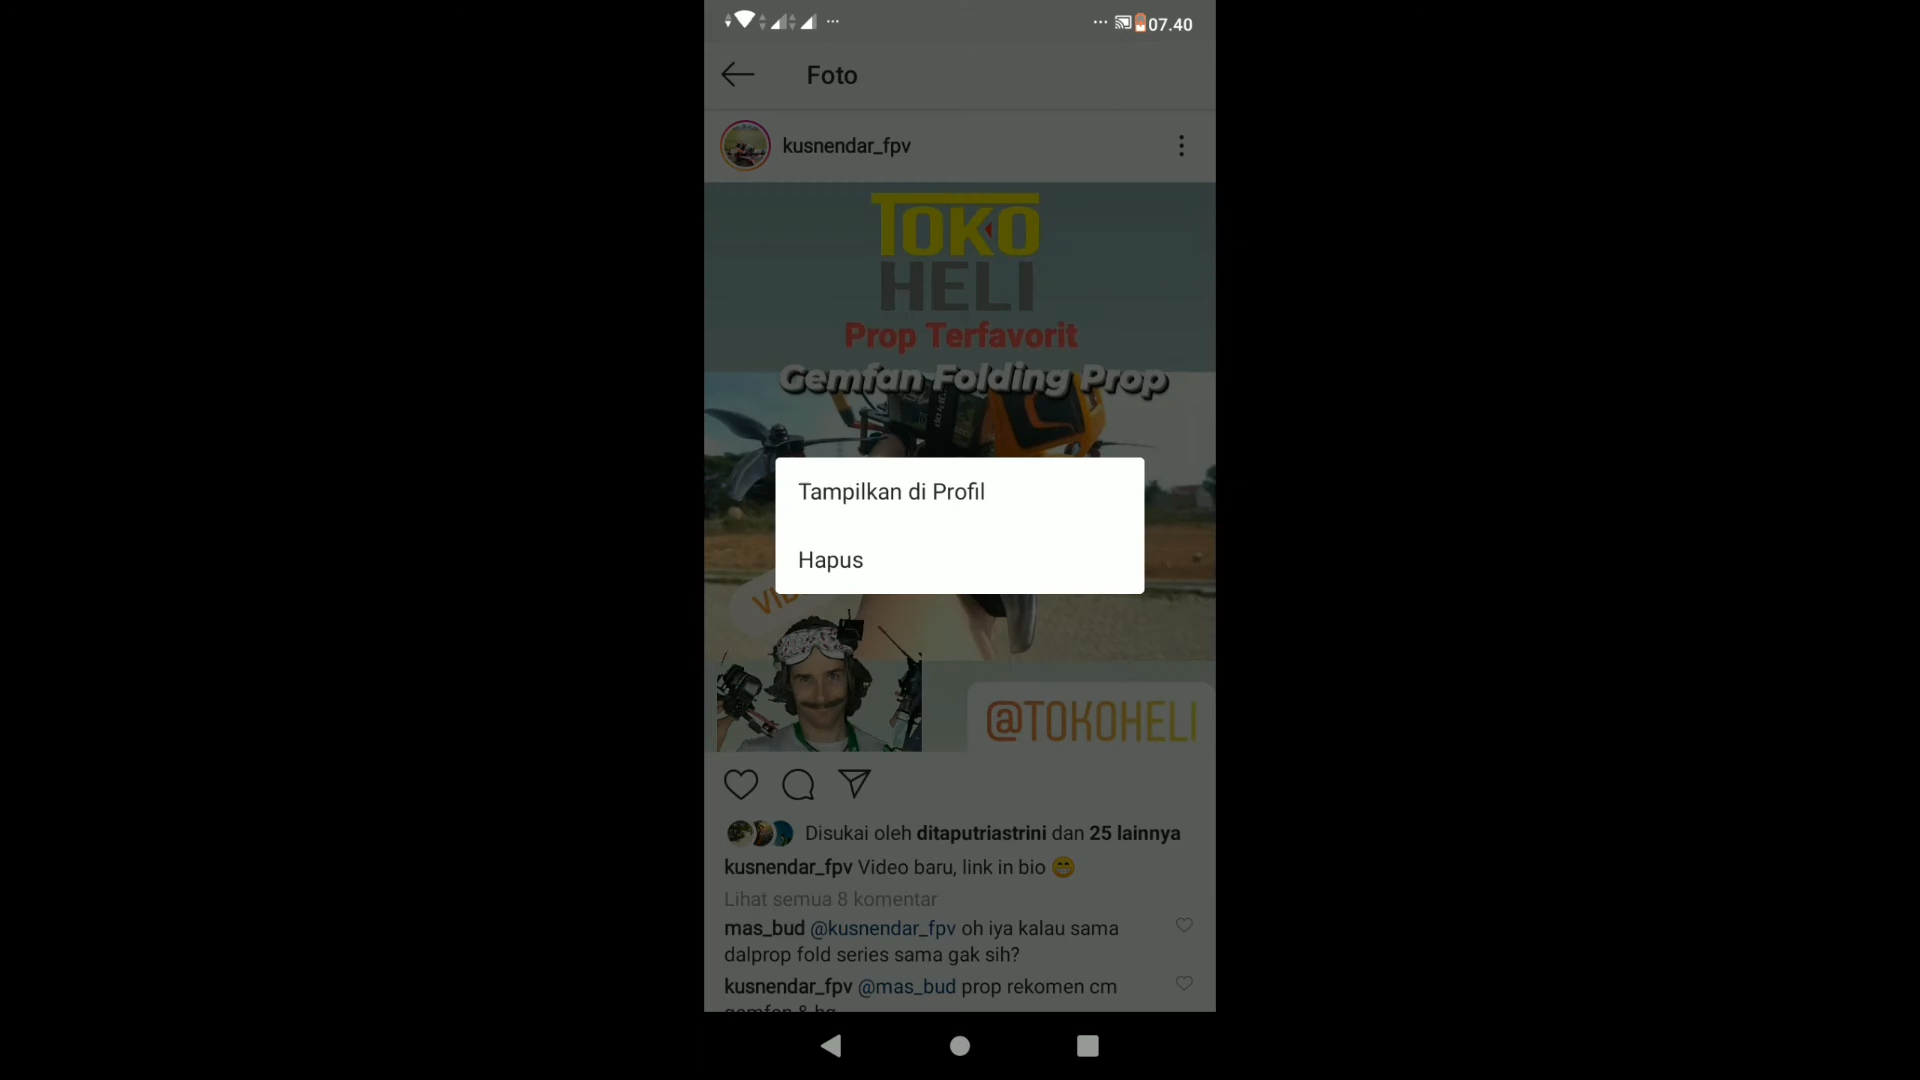 07.40
Foto
kusnendar_fpv
TOKO
HELI
Prop Terfavorit
Gemfan Folding Prop
Tampilkan di Profil
Hapus
@TOKOHELI
Disukai oleh ditaputriastrini dan 25 lainnya
kusnendar_fpv Video baru, link in bio 😁
Lihat semua 8 komentar
mas_bud @kusnendar_fpv oh iya kalau sama
dalprop fold series sama gak sih?
kusnendar_fpv @mas_bud prop rekomen cm
gemfan & hq